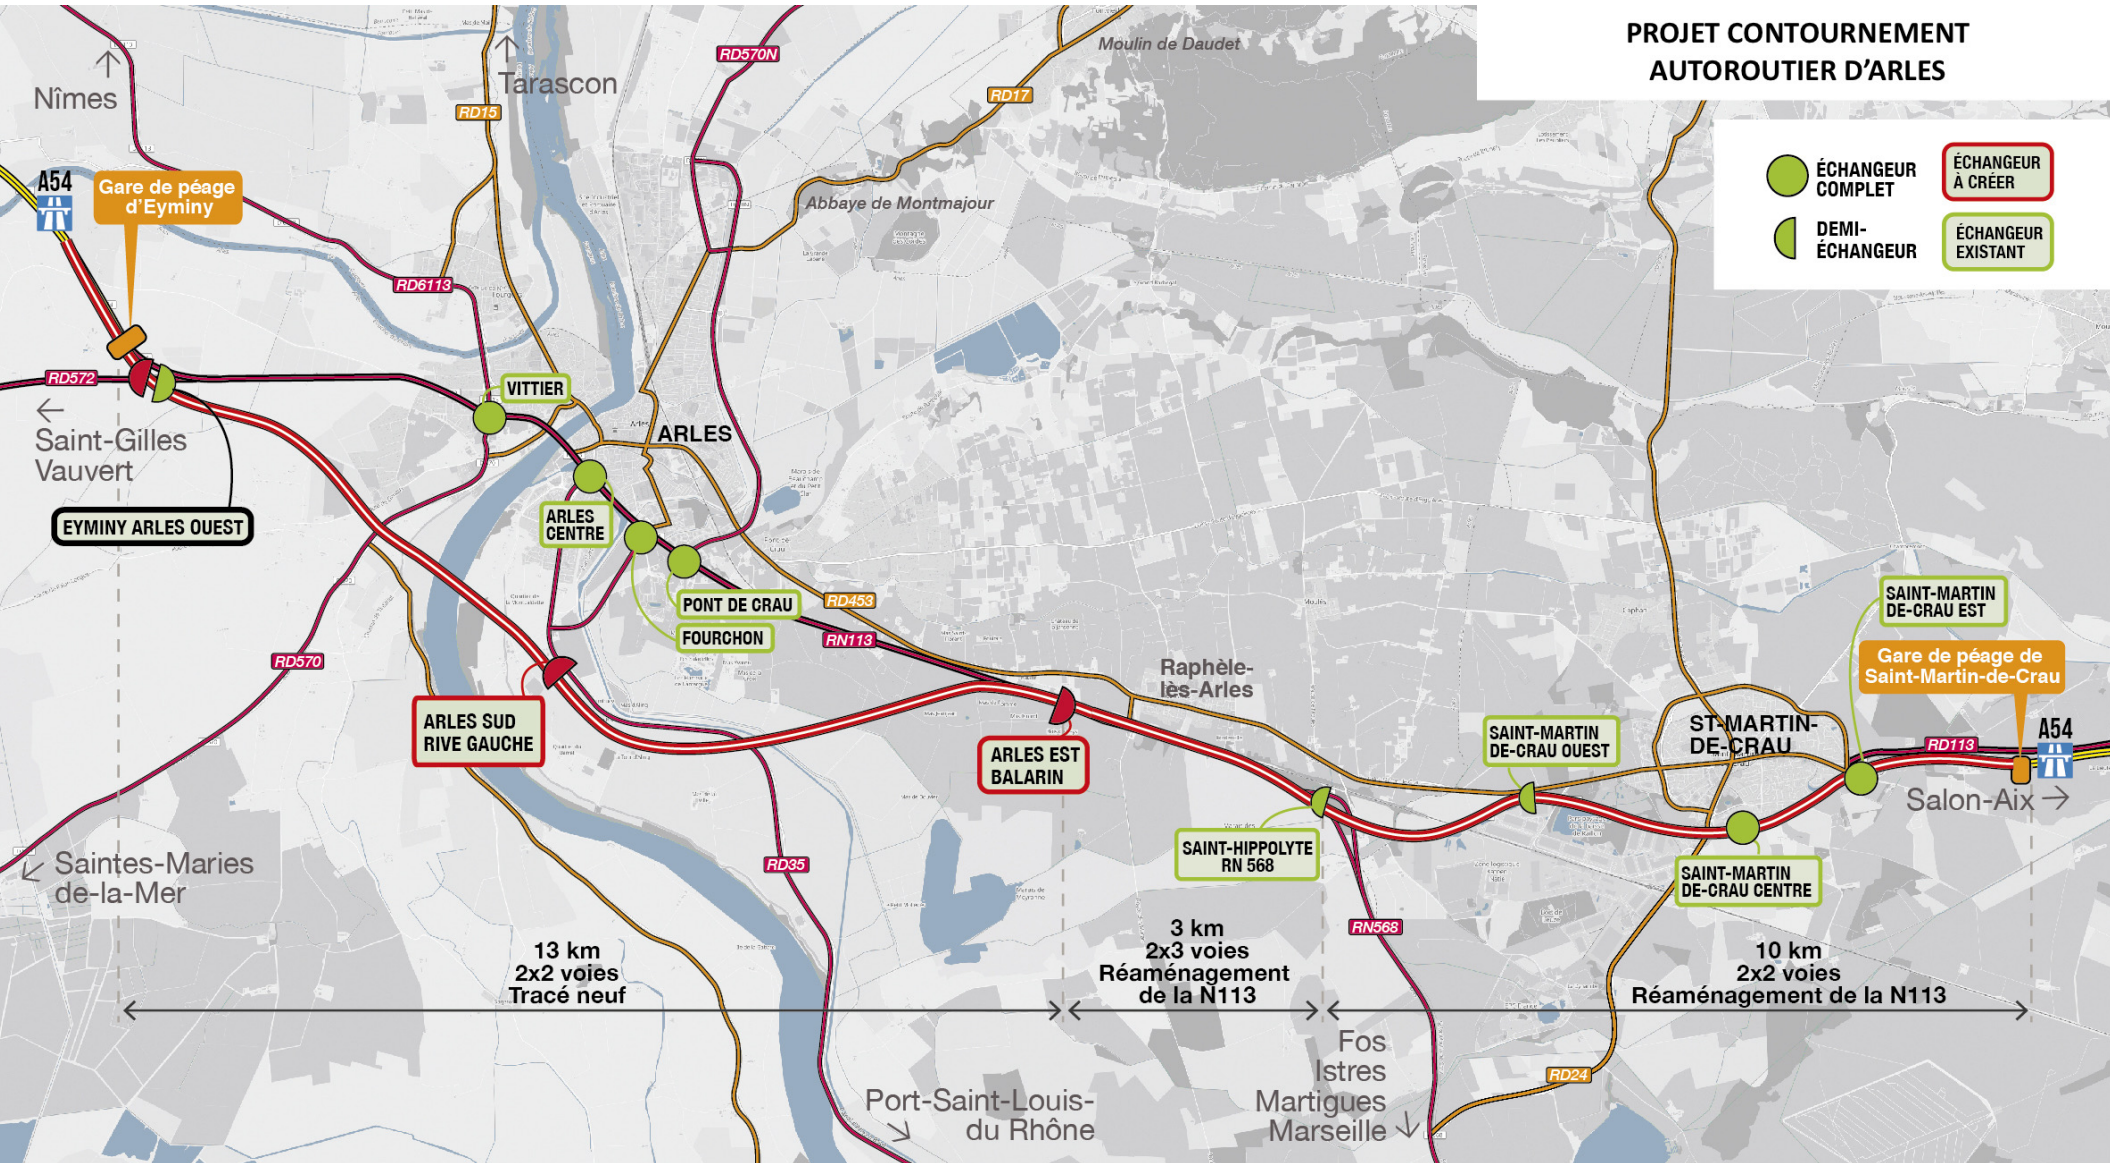 PROJET CONTOURNEMENT
AUTOROUTIER D'ARLES
ÉCHANGEUR
COMPLET
ÉCHANGEUR
À CRÉER
DEMI-
ÉCHANGEUR
ÉCHANGEUR
EXISTANT
Nîmes
Tarascon
RD15
RD570N
RD17
Moulin de Daudet
Abbaye de Montmajour
A54
Gare de péage
d'Eyminy
RD6113
RD572
Saint-Gilles
Vauvert
EYMINY ARLES OUEST
VITTIER
ARLES
Arles
ARLES
CENTRE
PONT DE CRAU
FOURCHON
RD453
RN113
RD570
ARLES SUD
RIVE GAUCHE
ARLES EST
BALARIN
Raphèle-
lès-Arles
SAINT-HIPPOLYTE
RN 568
SAINT-MARTIN
DE-CRAU OUEST
ST-MARTIN-
DE-CRAU
SAINT-MARTIN
DE-CRAU EST
Gare de péage de
Saint-Martin-de-Crau
RD113
A54
Salon-Aix
SAINT-MARTIN
DE-CRAU CENTRE
Saintes-Maries
de-la-Mer
RD35
RN568
13 km
2x2 voies
Tracé neuf
3 km
2x3 voies
Réaménagement
de la N113
10 km
2x2 voies
Réaménagement de la N113
RD24
Port-Saint-Louis-
du Rhône
Fos
Istres
Martigues
Marseille